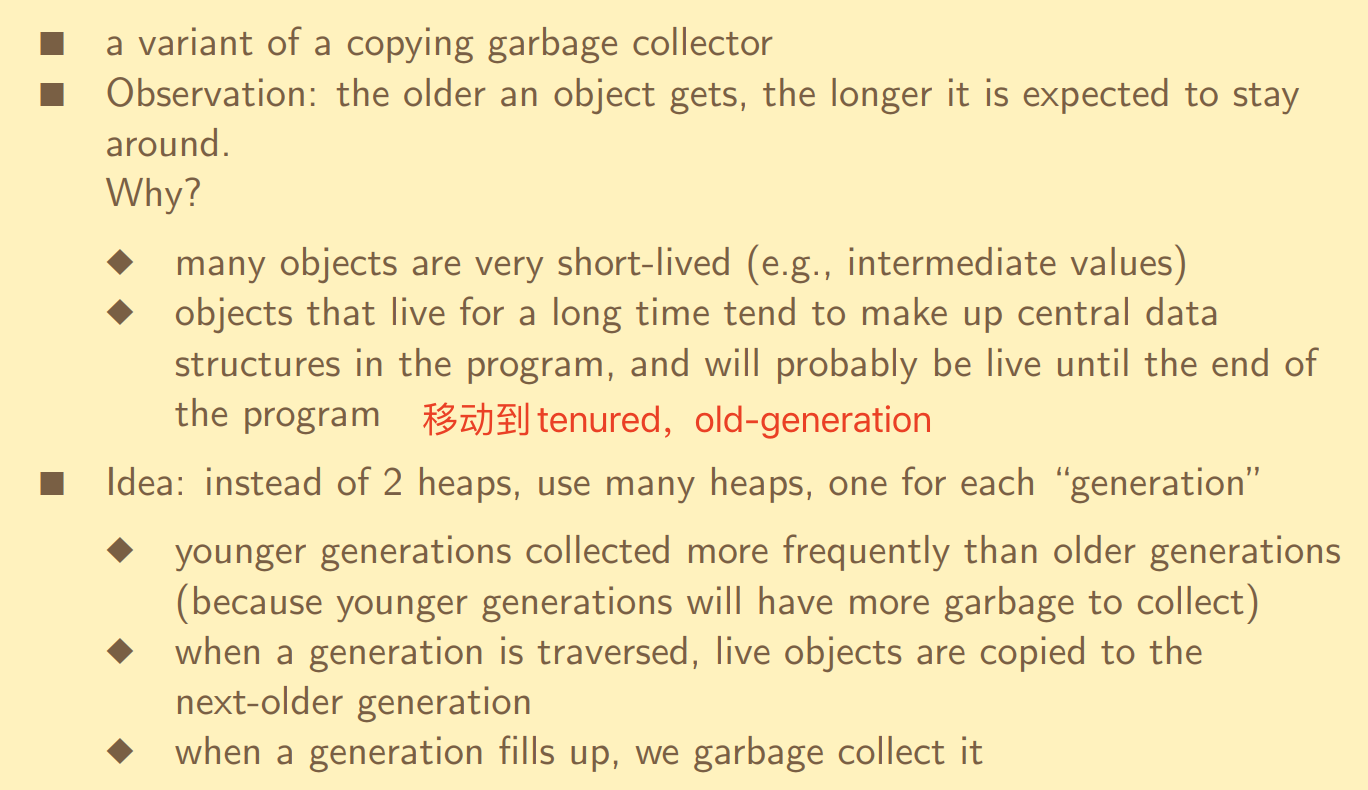 ■ a variant of a copying garbage collector
■ Observation: the older an object gets, the longer it is expected to stay
around.
Why?
◆ many objects are very short-lived (e.g., intermediate values)
◆ objects that live for a long time tend to make up central data
structures in the program, and will probably be live until the end of
the program 移动到tenured，old-generation
■ Idea: instead of 2 heaps, use many heaps, one for each “generation”
◆ younger generations collected more frequently than older generations
(because younger generations will have more garbage to collect)
◆ when a generation is traversed, live objects are copied to the
next-older generation
◆ when a generation fills up, we garbage collect it